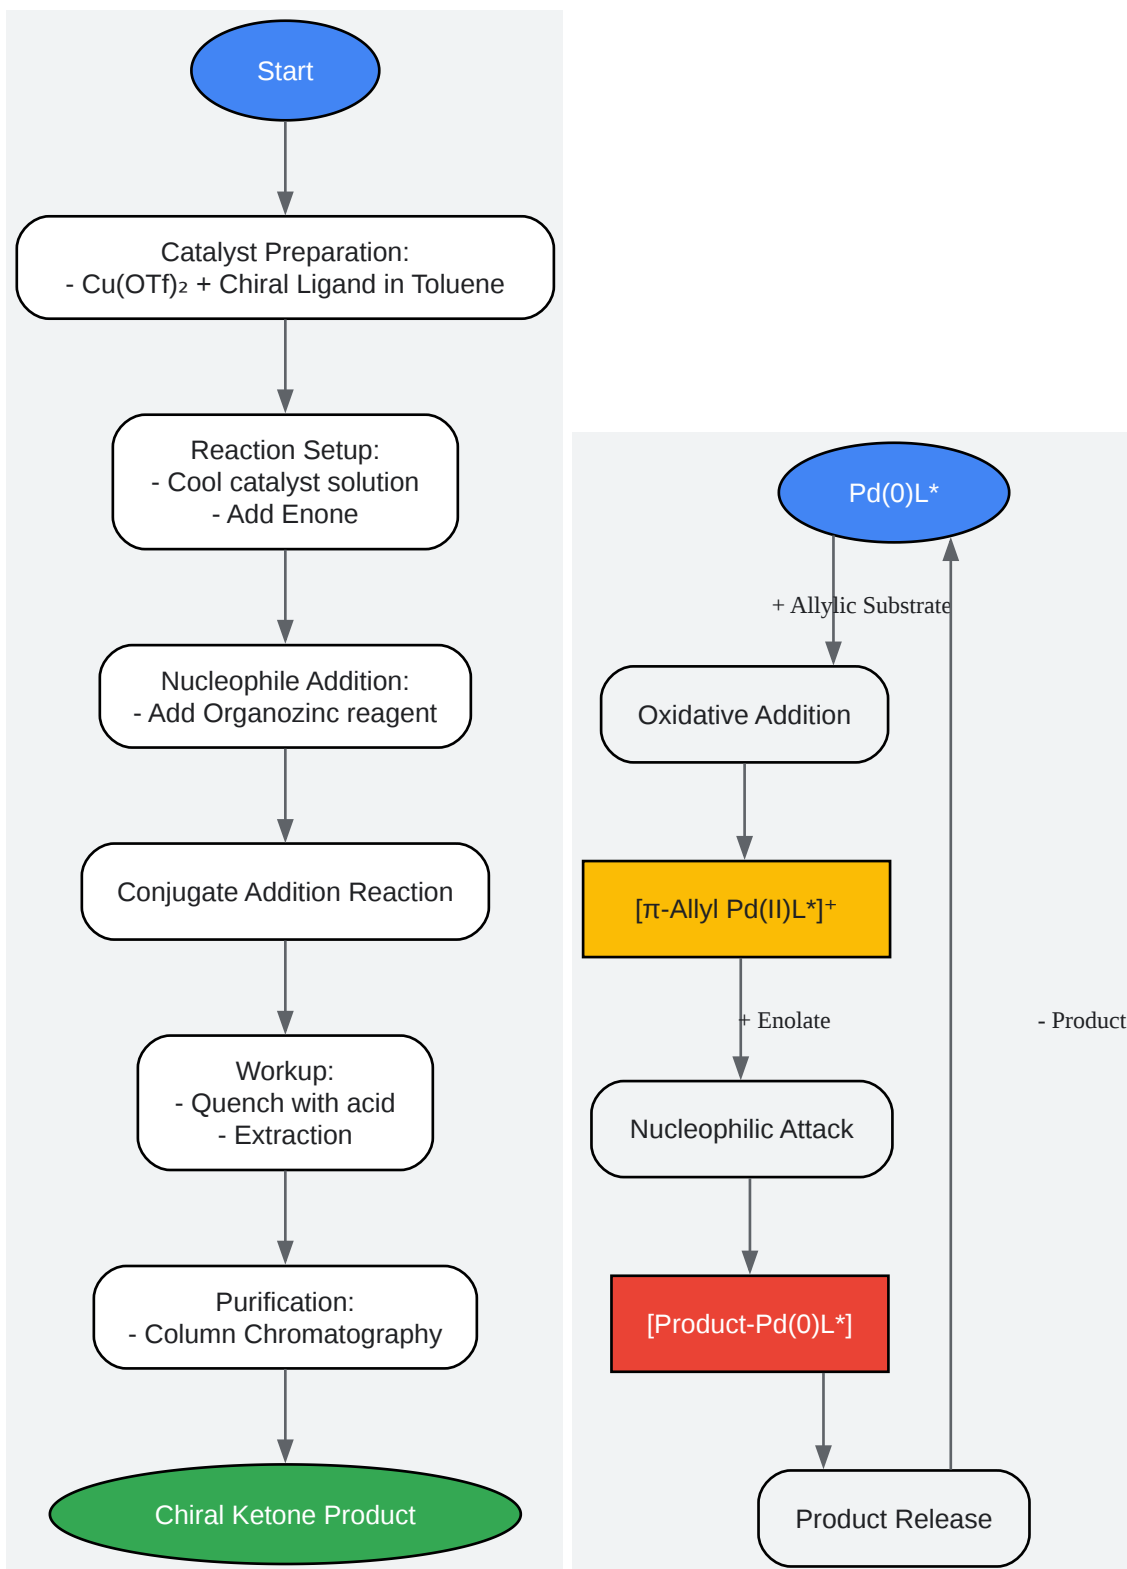 Start
Catalyst Preparation:
- Cu(OTf)₂ + Chiral Ligand in Toluene
Reaction Setup:
- Cool catalyst solution
- Add Enone
Nucleophile Addition:
- Add Organozinc reagent
Conjugate Addition Reaction
Workup:
- Quench with acid
- Extraction
Purification:
- Column Chromatography
Chiral Ketone Product
Pd(0)L*
+ Allylic Substrate
Oxidative Addition
[π-Allyl Pd(II)L*]⁺
+ Enolate
- Product
Nucleophilic Attack
[Product-Pd(0)L*]
Product Release